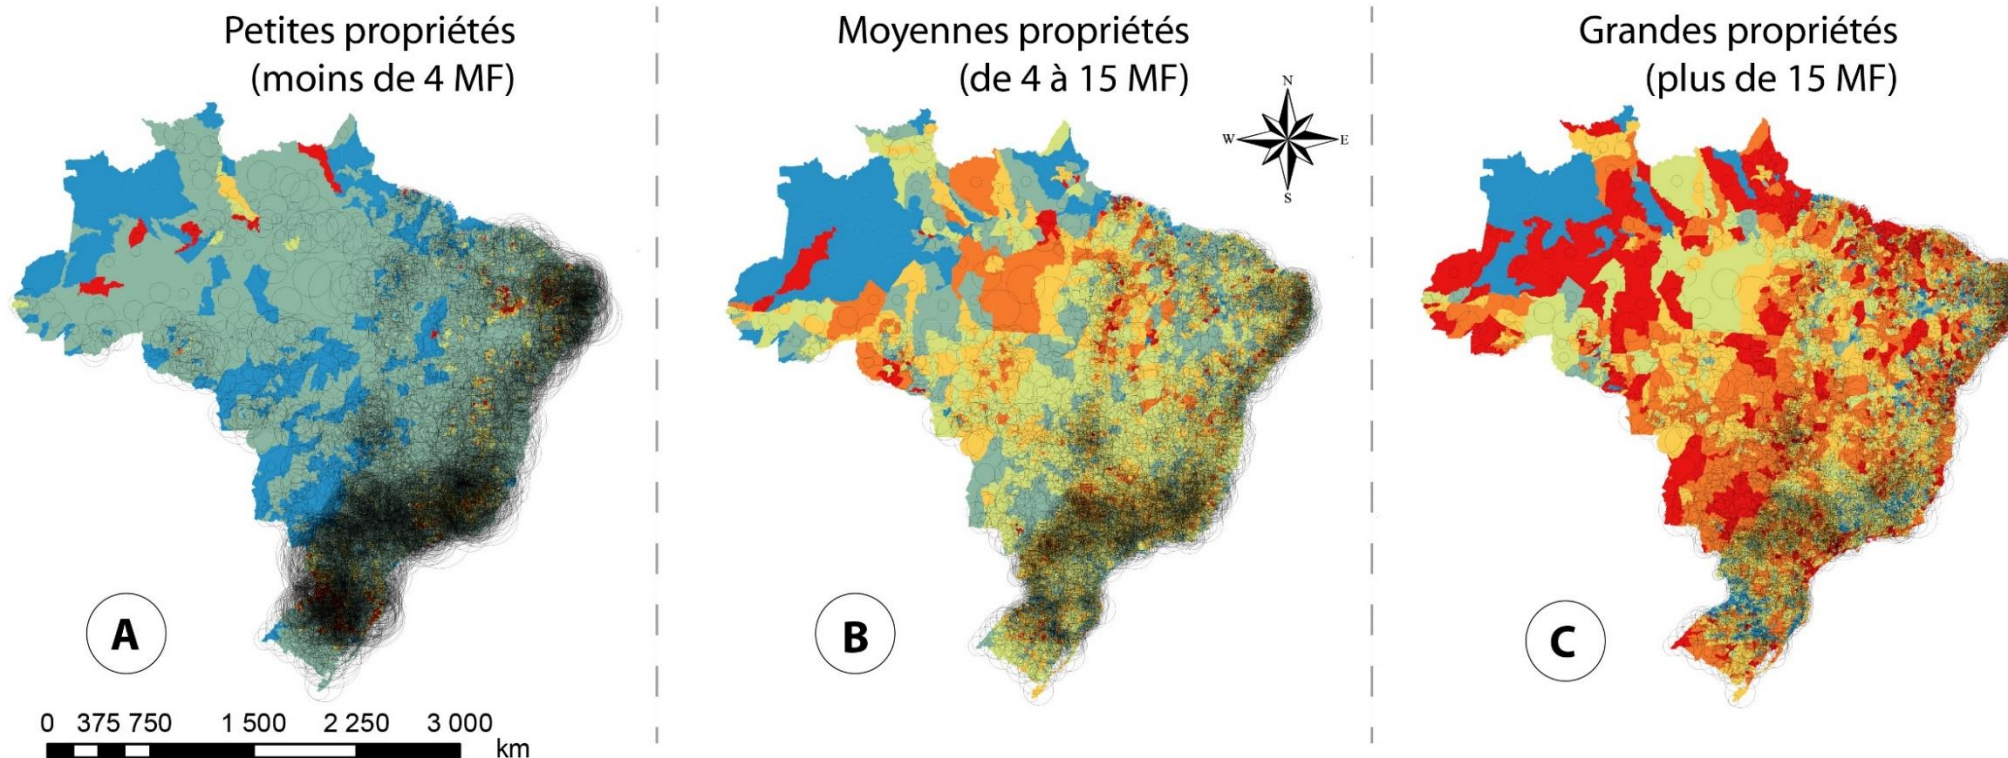 Petites propriétés
(moins de 4 MF)
Moyennes propriétés
(de 4 à 15 MF)
Grandes propriétés
(plus de 15 MF)
N
W
E
S
A
B
C
0 375 750 1 500 2 250 3 000
km